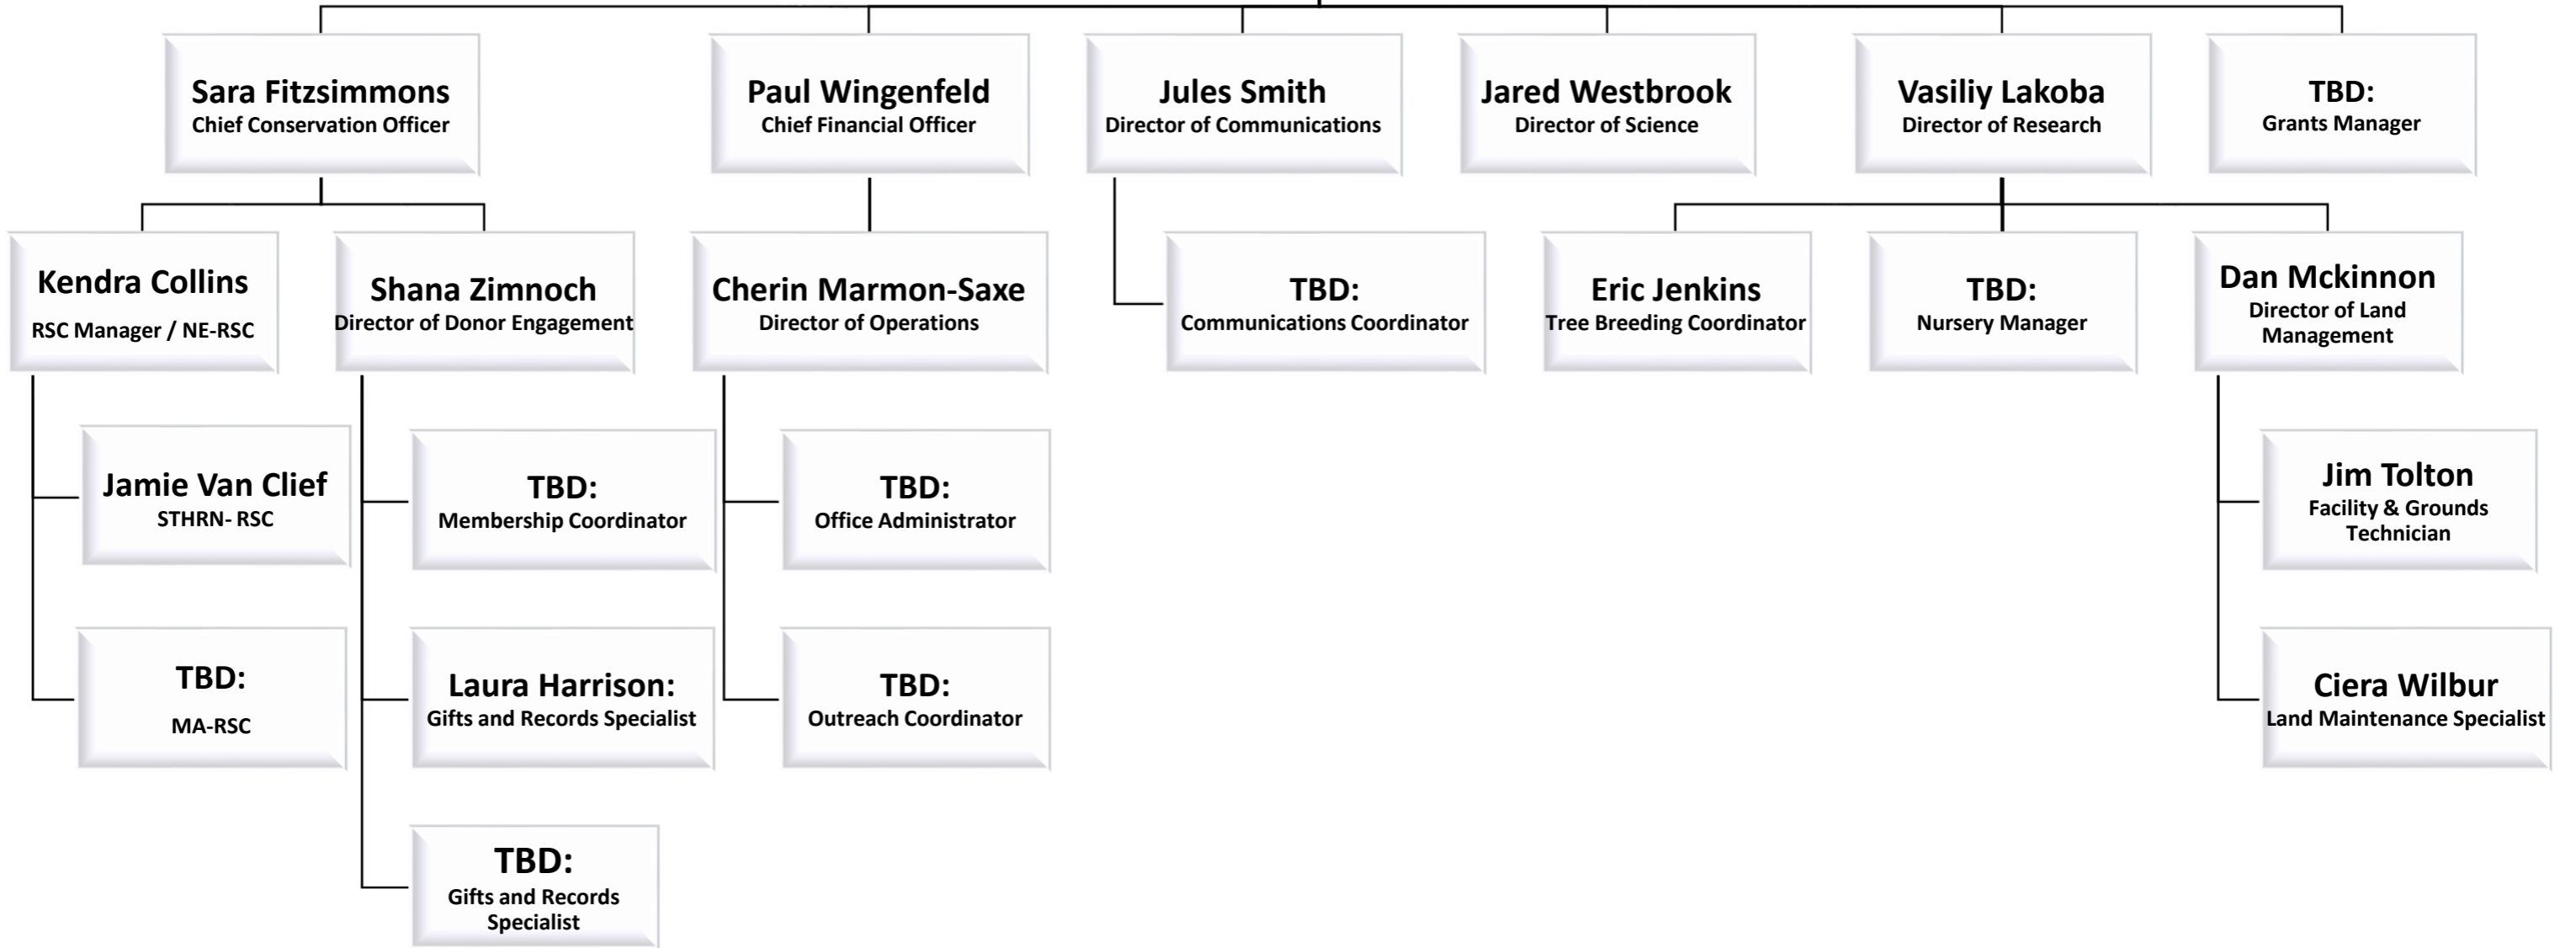 Sara Fitzsimmons
Chief Conservation Officer
Paul Wingenfeld
Chief Financial Officer
Jules Smith
Director of Communications
Jared Westbrook
Director of Science
Vasiliy Lakoba
Director of Research
TBD:
Grants Manager
Kendra Collins
RSC Manager / NE-RSC
Shana Zimnoch
Director of Donor Engagement
Cherin Marmon-Saxe
Director of Operations
TBD:
Communications Coordinator
Eric Jenkins
Tree Breeding Coordinator
TBD:
Nursery Manager
Dan Mckinnon
Director of Land
Management
Jamie Van Clief
STHRN- RSC
TBD:
Membership Coordinator
TBD:
Office Administrator
Jim Tolton
Facility & Grounds
Technician
TBD:
MA-RSC
Laura Harrison:
Gifts and Records Specialist
TBD:
Outreach Coordinator
Ciera Wilbur
Land Maintenance Specialist
TBD:
Gifts and Records
Specialist